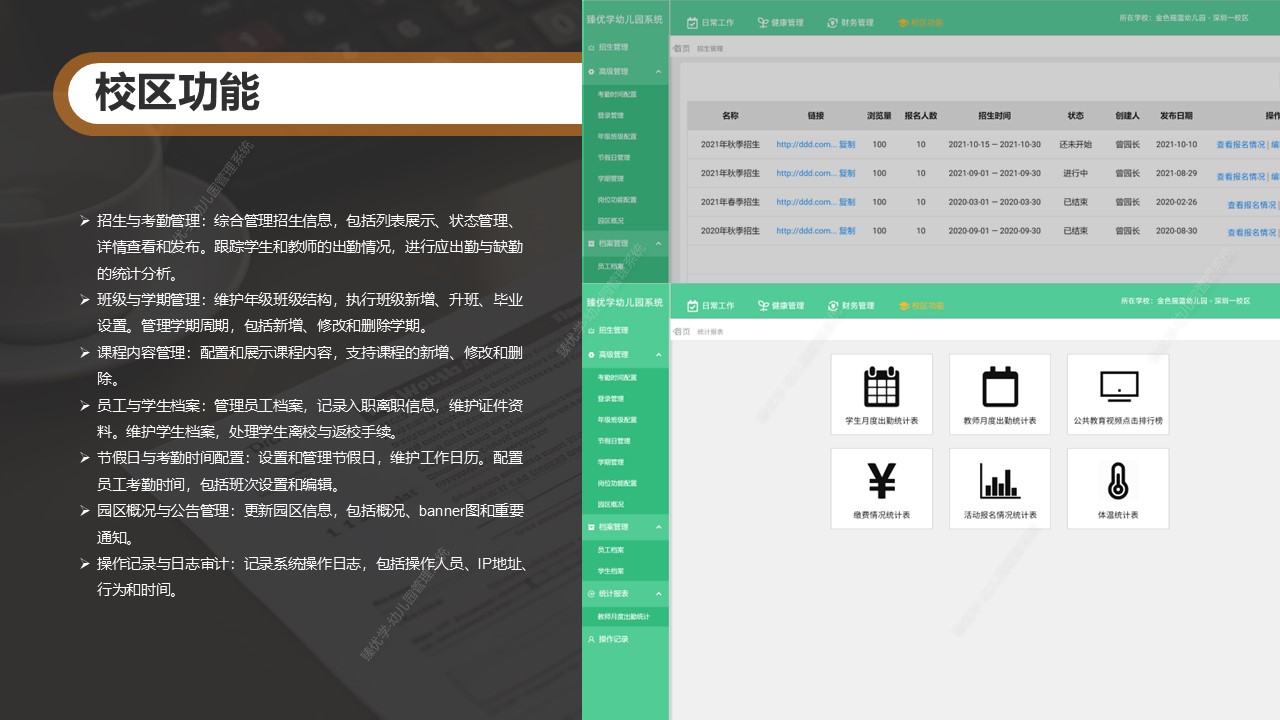 校区功能
招生与考勤管理：综合管理招生信息，包括列表展示、状态管理、
详情查看和发布。跟踪学生和教师的出勤情况，进行应出勤与缺勤
的统计分析。
班级与学期管理：维护年级班级结构，执行班级新增、升班、毕业
设置。管理学期周期，包括新增、修改和删除学期。
课程内容管理：配置和展示课程内容，支持课程的新增、修改和删
除。
员工与学生档案：管理员工档案，记录入职离职信息，维护证件资
料。维护学生档案，处理学生离校与返校手续。
节假日与考勤时间配置：设置和管理节假日，维护工作日历。配置
员工考勤时间，包括班次设置和编辑。
园区概况与公告管理：更新园区信息，包括概况、banner图和重要
通知。
操作记录与日志审计：记录系统操作日志，包括操作人员、IP地址、
行为和时间。
臻优学幼儿园系统
日常工作 健康管理 财务管理 校区功能 所在学校：金色摇篮幼儿园 - 深圳一校区
招生管理
高级管理
考勤时间配置
登录管理
年级班级配置
节假日管理
学期管理
岗位功能配置
园区概况
档案管理
员工档案
首页 招生管理
名称 链接 浏览量 报名人数 招生时间 状态 创建人 发布日期 操作
2021年秋季招生 http://ddd.com... 复制 100 10 2021-10-15 — 2021-10-30 还未开始 曾园长 2021-10-10 查看报名情况 | 编
2021年秋季招生 http://ddd.com... 复制 100 10 2021-09-01 — 2021-09-30 进行中 曾园长 2021-08-29 查看报名情况 | 编
2021年春季招生 http://ddd.com... 复制 100 10 2020-03-01 — 2020-03-30 已结束 曾园长 2020-02-26 查看报名情况 |
2020年秋季招生 http://ddd.com... 复制 100 10 2020-09-01 — 2020-09-30 已结束 曾园长 2020-08-30 查看报名情况 |
臻优学幼儿园系统
日常工作 健康管理 财务管理 校区功能 所在学校：金色摇篮幼儿园 - 深圳一校区
招生管理
高级管理
考勤时间配置
登录管理
年级班级配置
节假日管理
学期管理
岗位功能配置
园区概况
档案管理
员工档案
学生档案
统计报表
教师月度出勤统计
操作记录
首页 统计报表
学生月度出勤统计表 教师月度出勤统计表 公共教育视频点击排行榜
缴费情况统计表 活动报名情况统计表 体温统计表